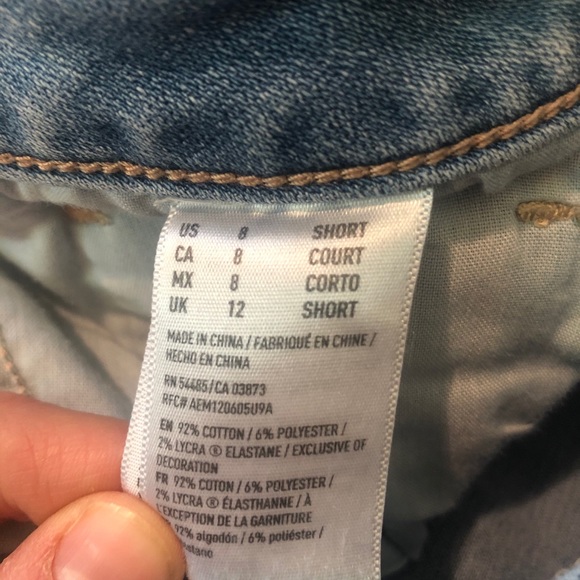 US 8 SHORT
CA 8 COURT
MX 8 CORTO
UK 12 SHORT
MADE IN CHINA / FABRIQUÉ EN CHINE /
HECHO EN CHINA
RN 54485/CA 03873
RFC# AEM120605U9A
EN 92% COTTON / 6% POLYESTER /
2% LYCRA ® ELASTANE / EXCLUSIVE OF
DECORATION
FR 92% COTON / 6% POLYESTER /
2% LYCRA ® ÉLASTHANNE / À
L'EXCEPTION DE LA GARNITURE
92% algodón / 6% poliéster /